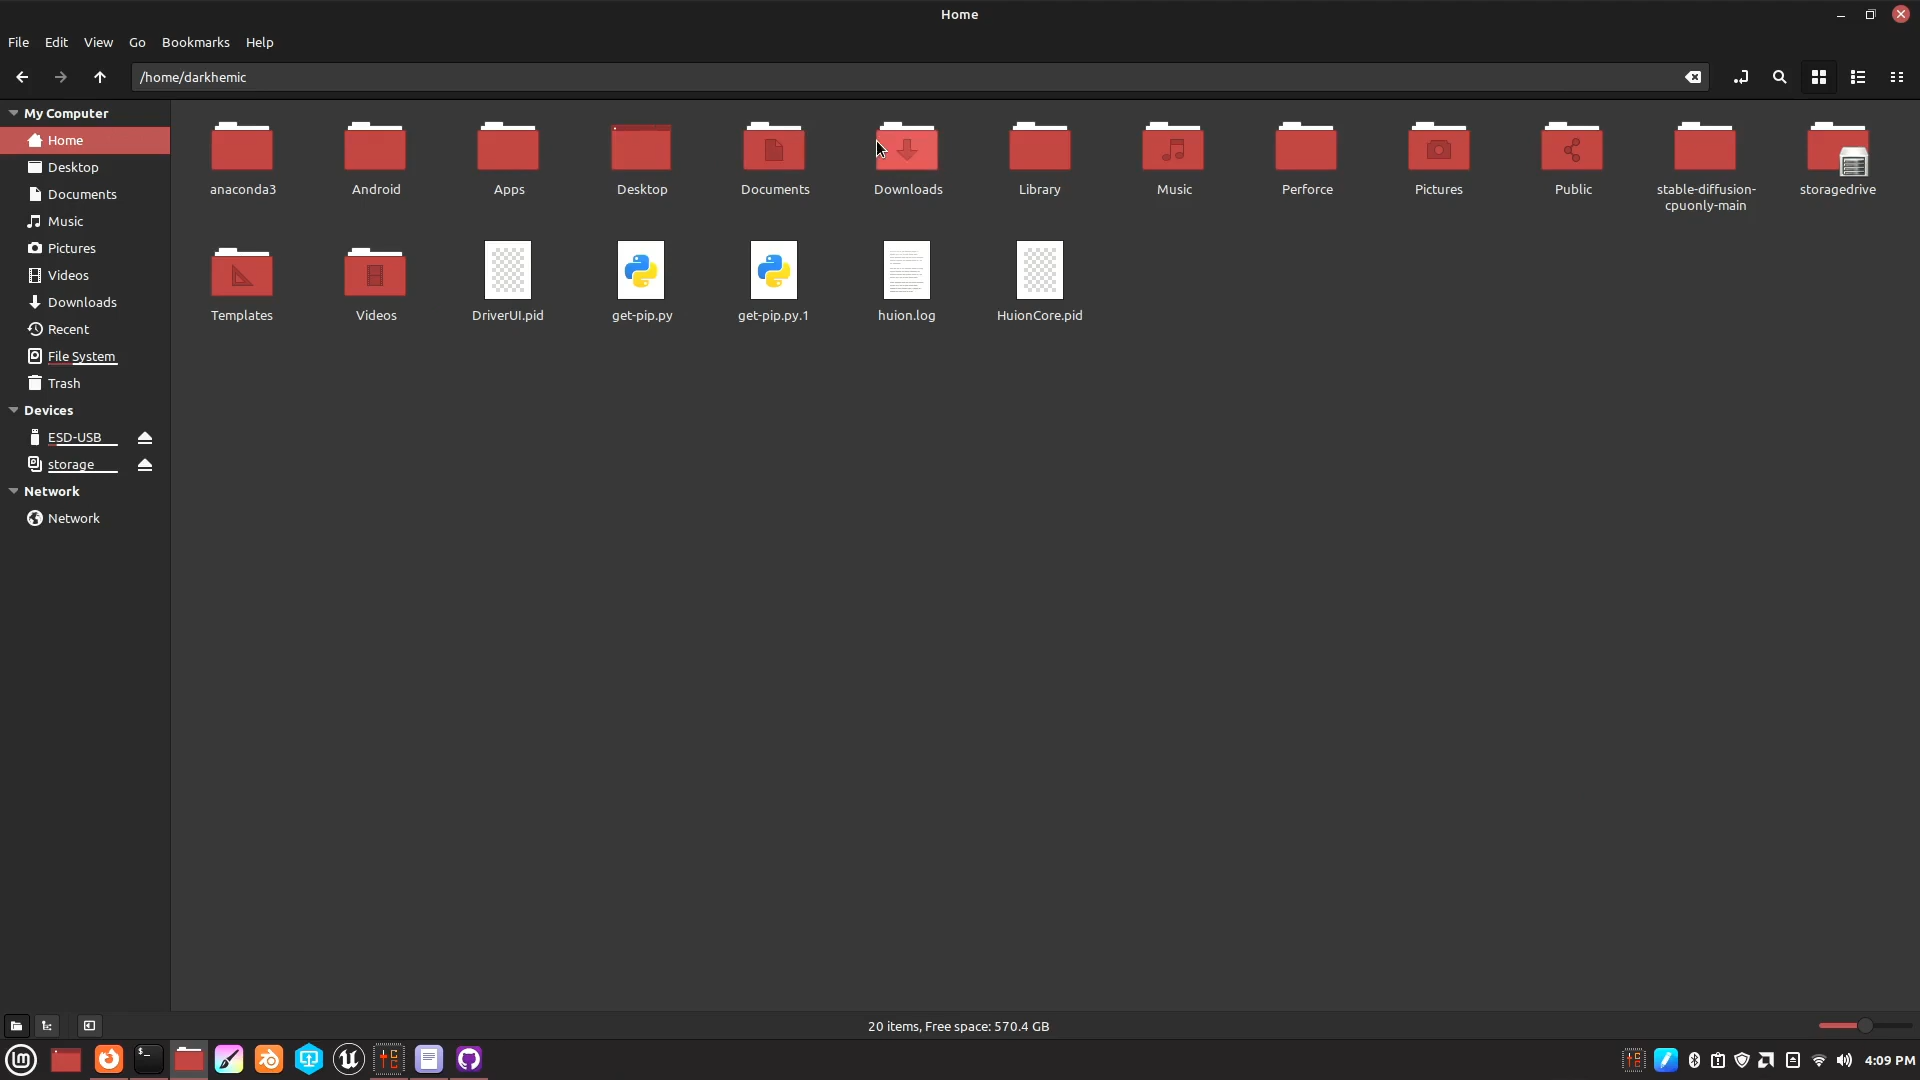 Home
File Edit View Go Bookmarks Help
/home/darkhemic
My Computer
Home
Desktop
Documents
Music
Pictures
Videos
Downloads
Recent
File System
Trash
Devices
ESD-USB
storage
Network
Network
anaconda3 Android Apps Desktop Documents Downloads Library Music Perforce Pictures Public stable-diffusion- storagedrive
cpuonly-main
Templates Videos DriverUI.pid get-pip.py get-pip.py.1 huion.log HuionCore.pid
20 items, Free space: 570.4 GB
4:09 PM